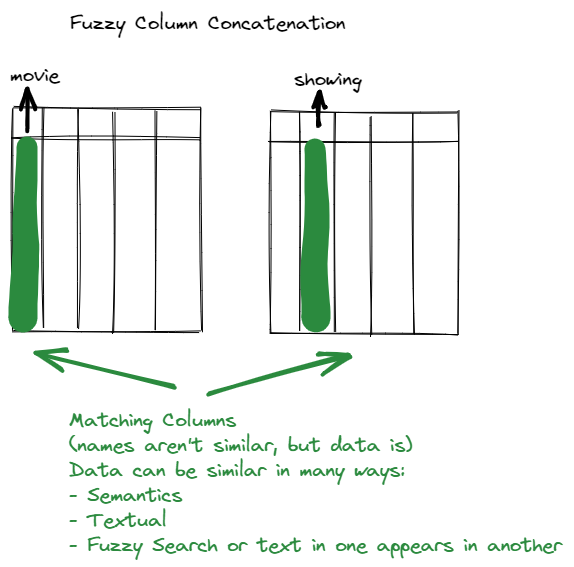 Fuzzy Column Concatenation
movie
showing
Matching Columns
(names aren't similar, but data is)
Data can be similar in many ways:
- Semantics
- Textual
- Fuzzy Search or text in one appears in another